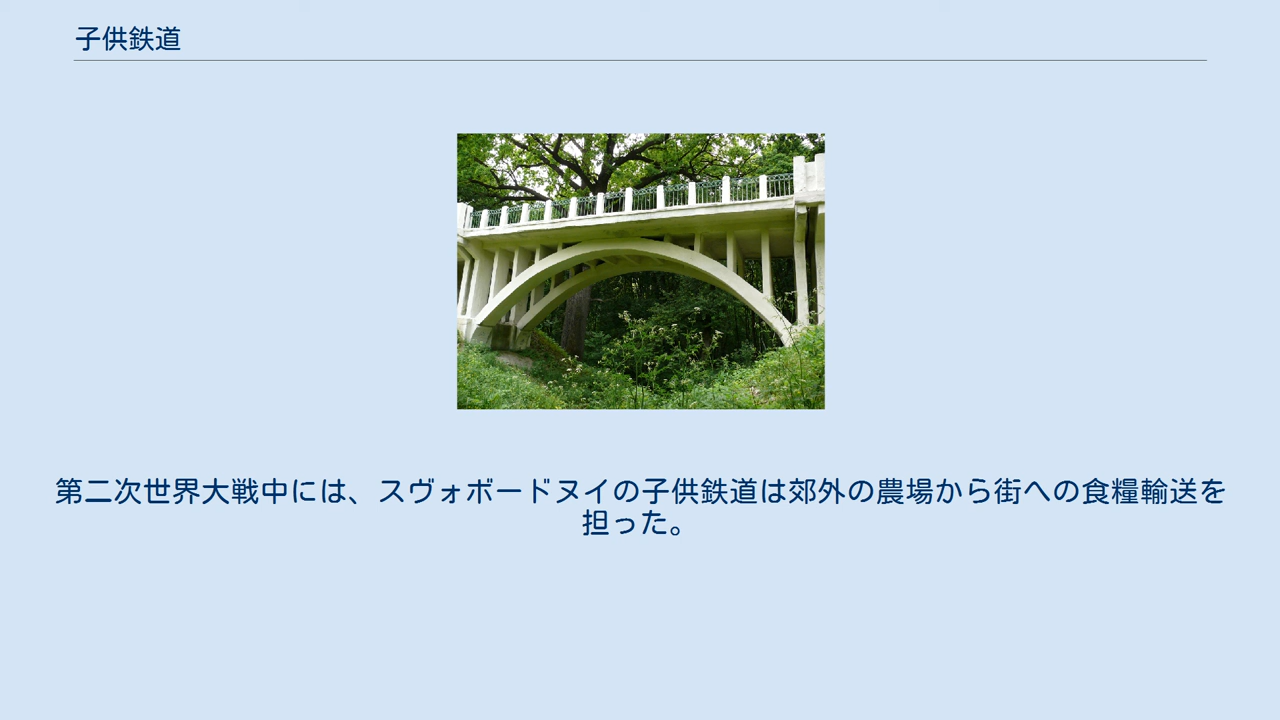 子供鉄道
第二次世界大戦中には、スヴォボードヌイの子供鉄道は郊外の農場から街への食糧輸送を
担った。